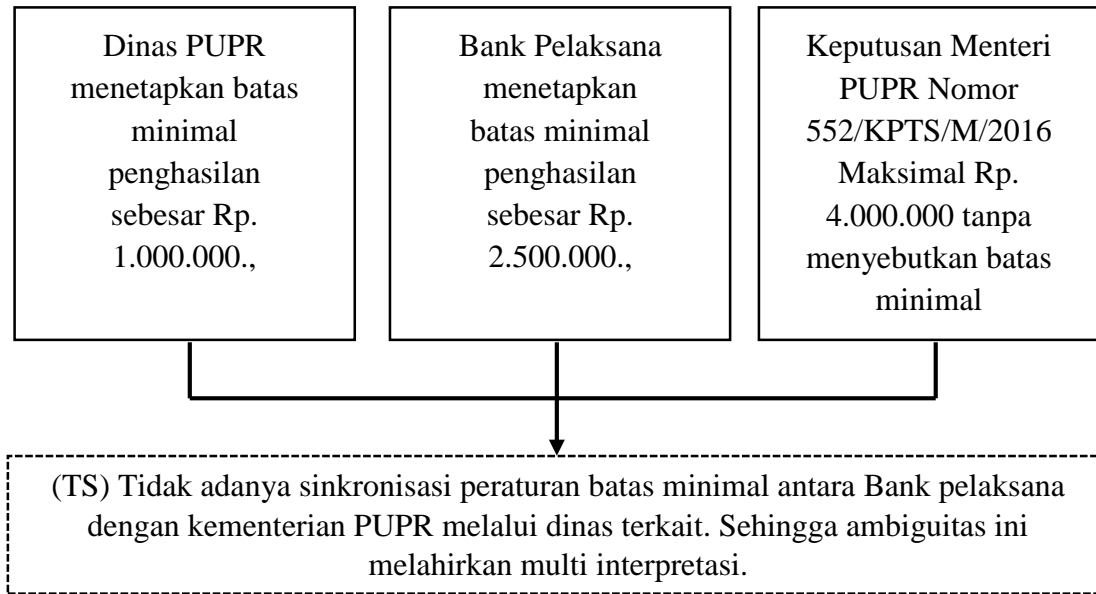 Dinas PUPR
menetapkan batas
minimal
penghasilan
sebesar Rp.
1.000.000.,
Bank Pelaksana
menetapkan
batas minimal
penghasilan
sebesar Rp.
2.500.000.,
Keputusan Menteri
PUPR Nomor
552/KPTS/M/2016
Maksimal Rp.
4.000.000 tanpa
menyebutkan batas
minimal
(TS) Tidak adanya sinkronisasi peraturan batas minimal antara Bank pelaksana
dengan kementerian PUPR melalui dinas terkait. Sehingga ambiguitas ini
melahirkan multi interpretasi.